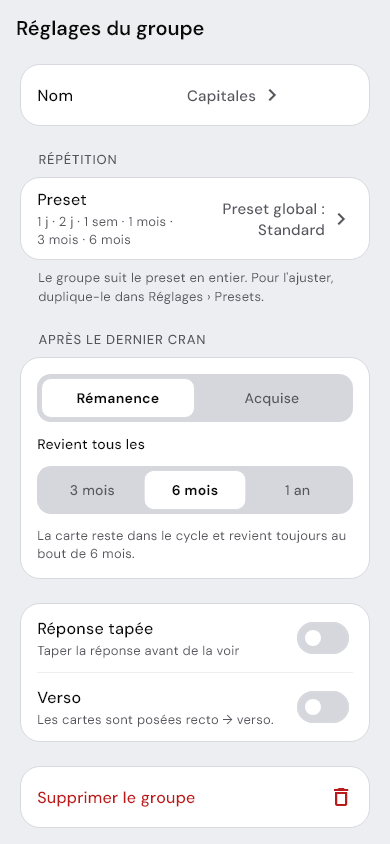 Réglages du groupe
Nom
Capitales
RÉPÉTITION
Preset
1 j · 2 j · 1 sem · 1 mois ·
3 mois · 6 mois
Preset global :
Standard
Le groupe suit le preset en entier. Pour l'ajuster,
duplique-le dans Réglages › Presets.
APRÈS LE DERNIER CRAN
Rémanence
Acquise
Revient tous les
3 mois
6 mois
1 an
La carte reste dans le cycle et revient toujours au
bout de 6 mois.
Réponse tapée
Taper la réponse avant de la voir
Verso
Les cartes sont posées recto → verso.
Supprimer le groupe